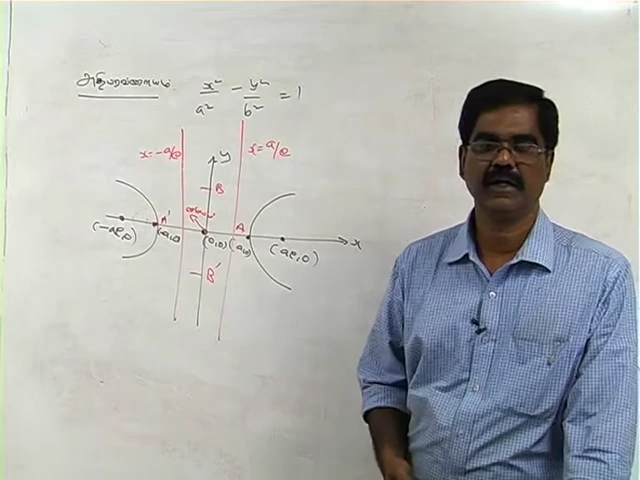 அதிபரவளையம்
x²/a² - y²/b² = 1
x=-a/e
x=a/e
y
B
A'
A
(-ae,0)
(-a,0)
(0,0)
(a,0)
(ae,0)
x
B'